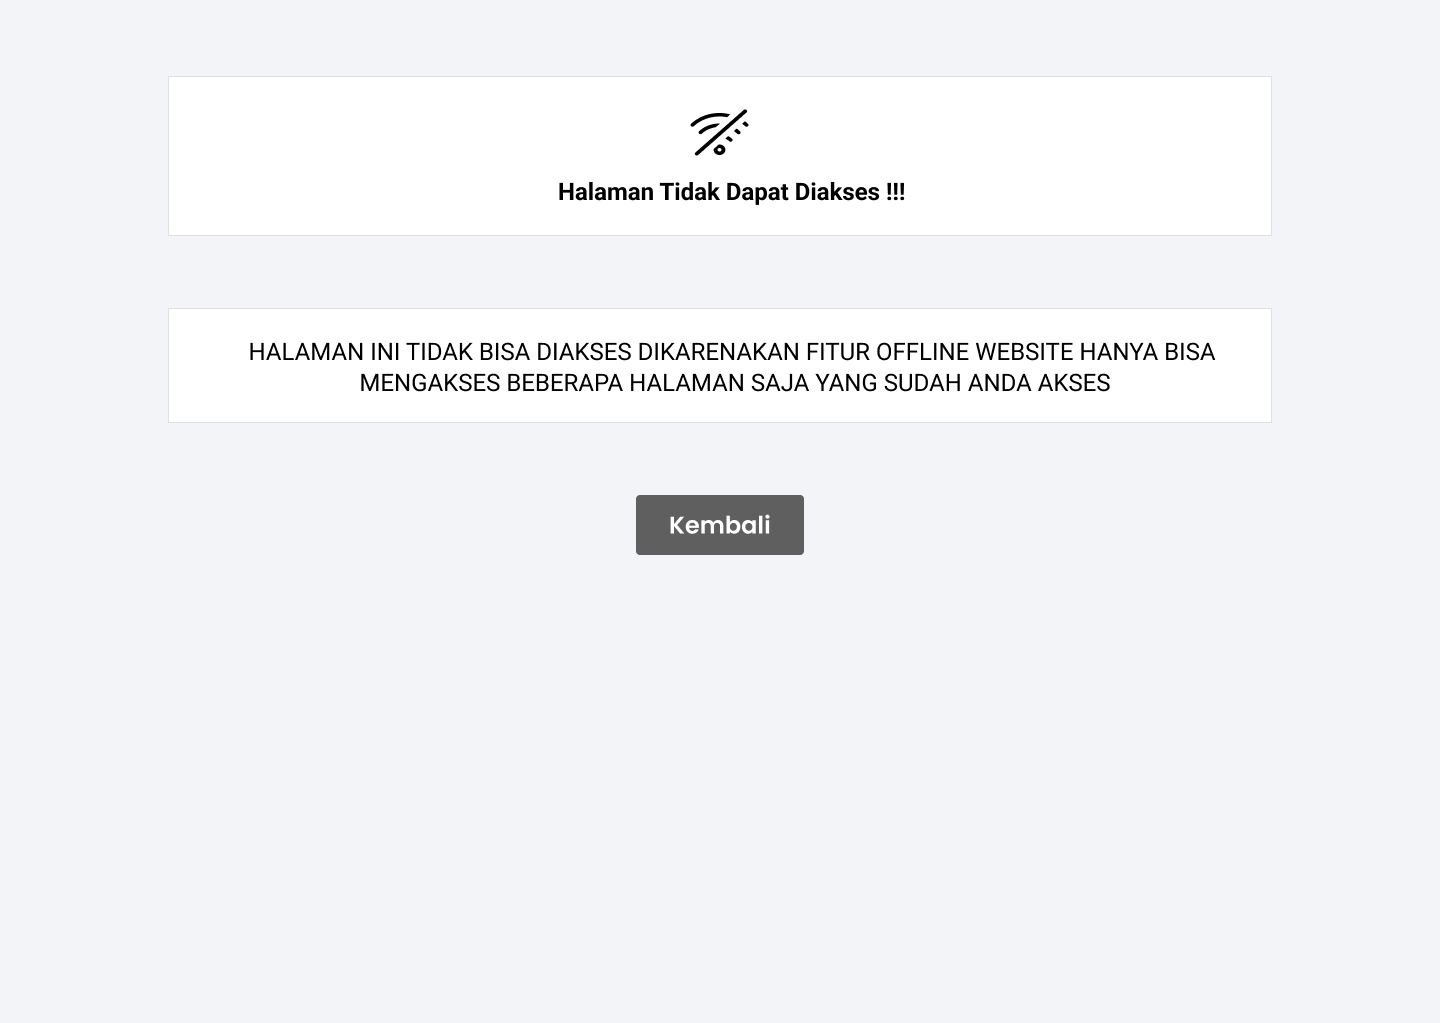 Halaman Tidak Dapat Diakses !!!
HALAMAN INI TIDAK BISA DIAKSES DIKARENAKAN FITUR OFFLINE WEBSITE HANYA BISA
MENGAKSES BEBERAPA HALAMAN SAJA YANG SUDAH ANDA AKSES
Kembali